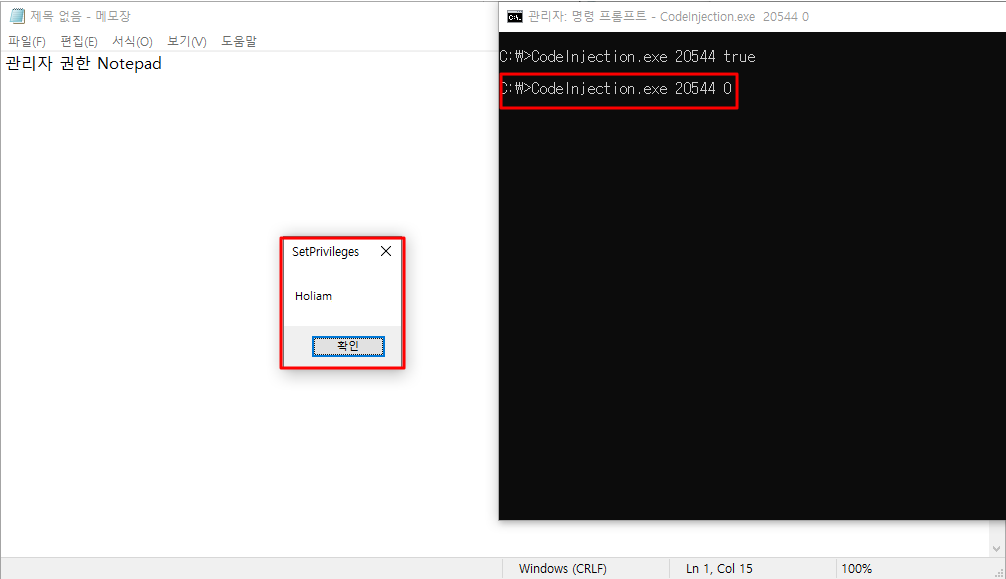 제목 없음 - 메모장
파일(F) 편집(E) 서식(O) 보기(V) 도움말
관리자 권한 Notepad
SetPrivileges
Holiam
확인
Windows (CRLF) Ln 1, Col 15 100%
관리자: 명령 프롬프트 - CodeInjection.exe 20544 0
C:\>CodeInjection.exe 20544 true
C:\>CodeInjection.exe 20544 0